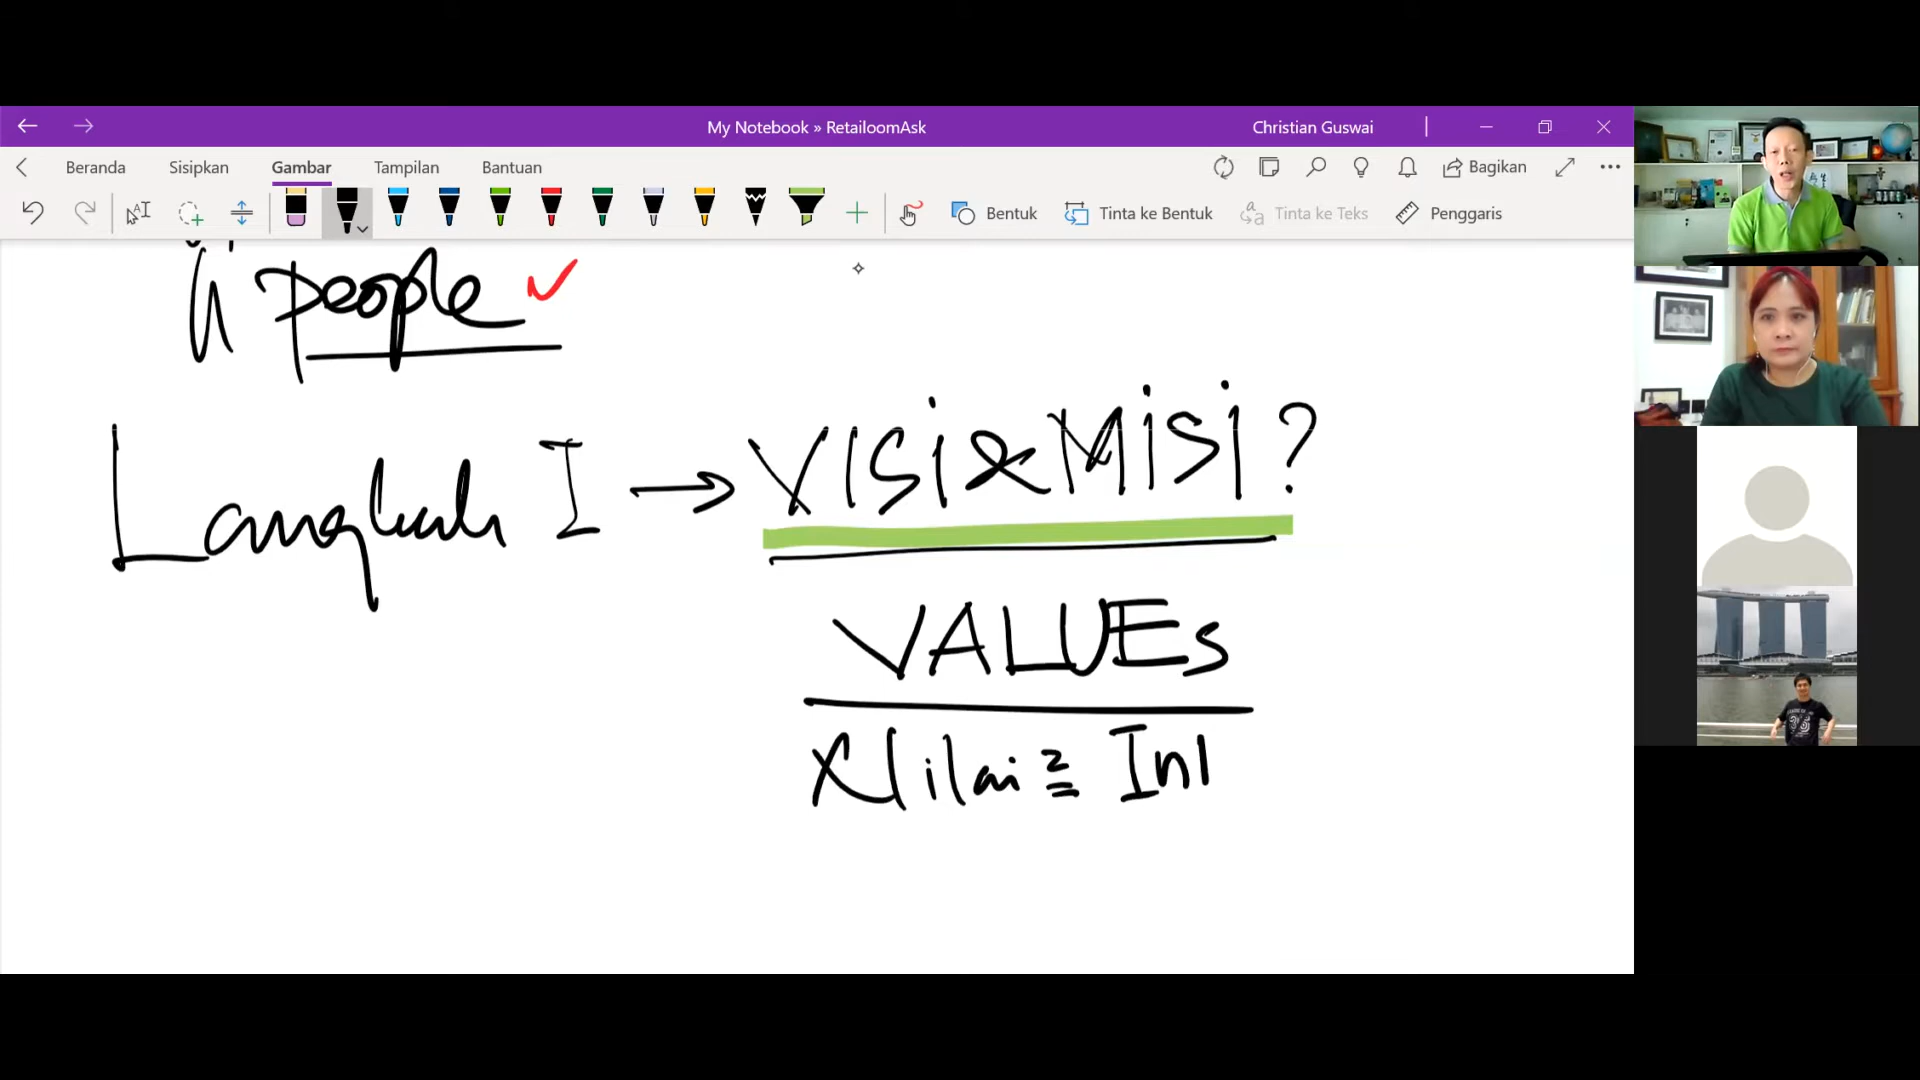 My Notebook » RetailoomAsk
Christian Guswai
Beranda Sisipkan Gambar Tampilan Bantuan Bagikan
Bentuk Tinta ke Bentuk Tinta ke Teks Penggaris
people
Langkah I → VISi & MiSi ?
VALUEs
Nilai² Inl